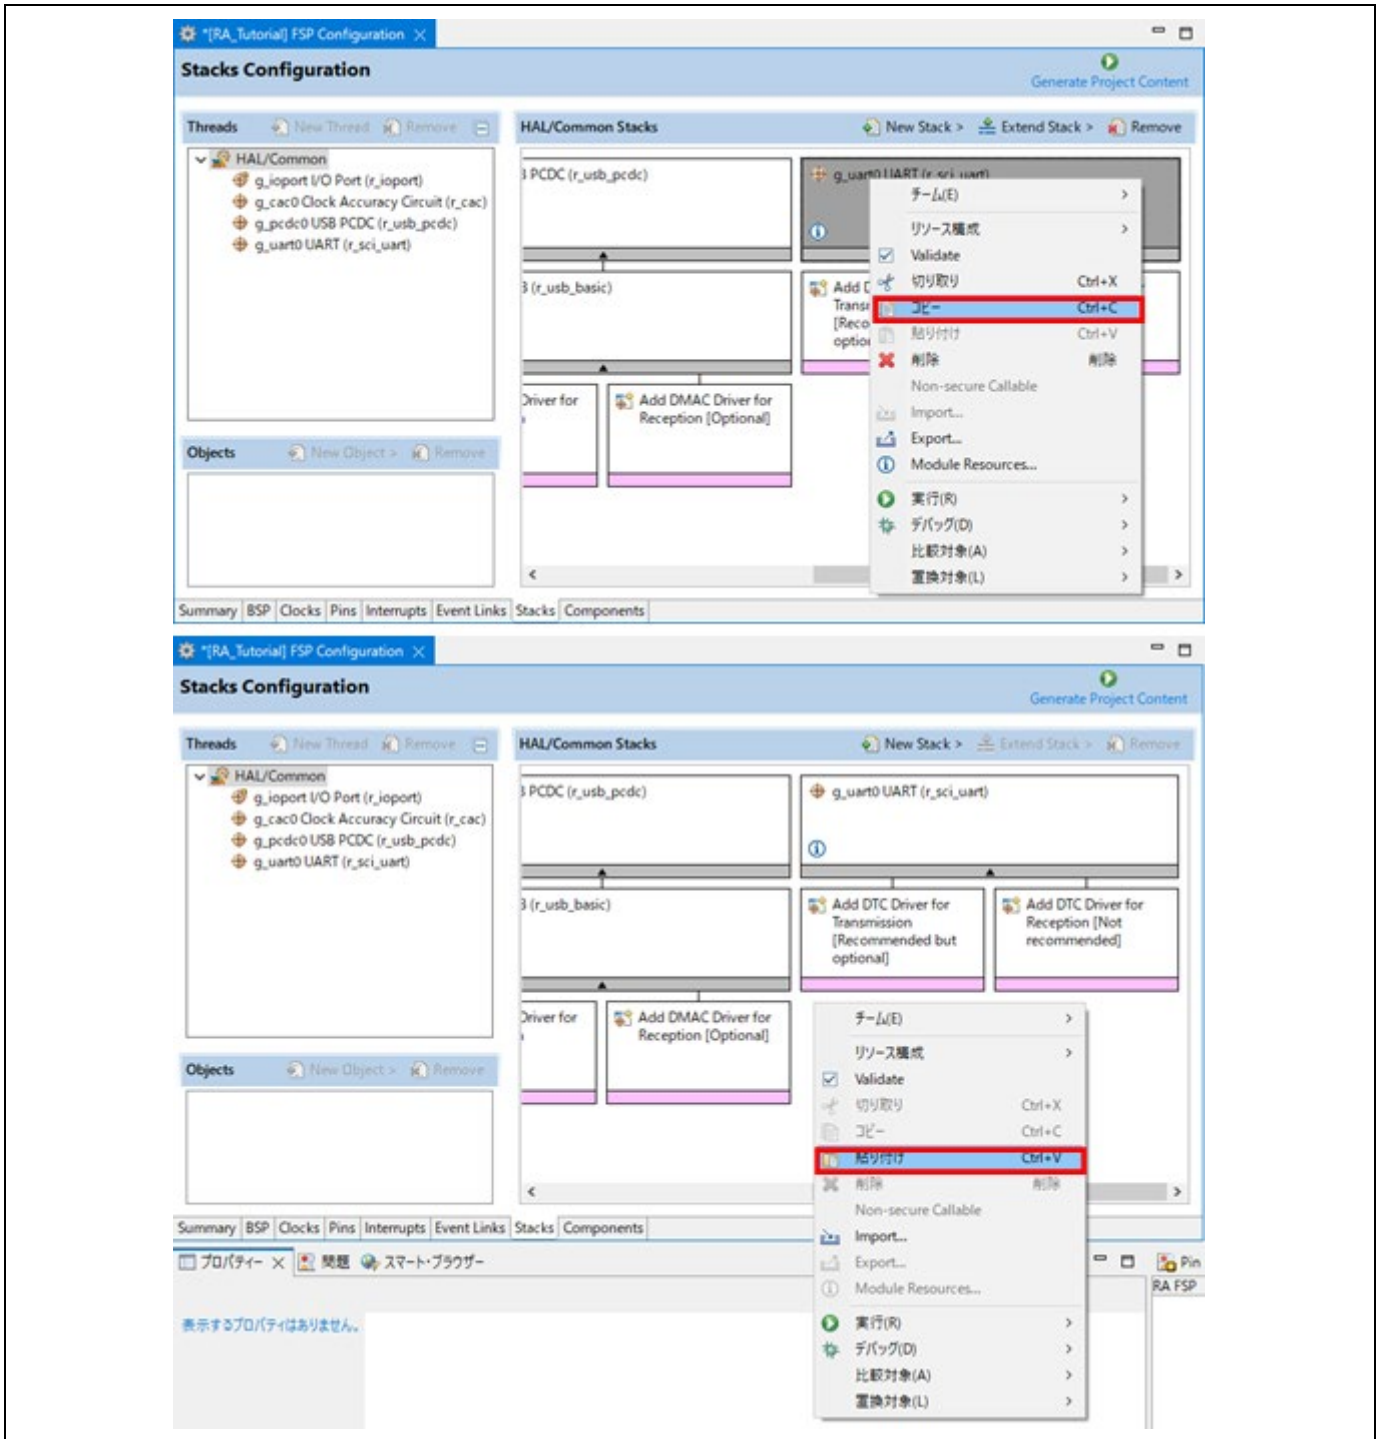 *[RA_Tutorial] FSP Configuration
Stacks Configuration
Generate Project Content
Threads
New Thread
Remove
HAL/Common Stacks
New Stack >
Extend Stack >
Remove
HAL/Common
g_ioport I/O Port (r_ioport)
g_cac0 Clock Accuracy Circuit (r_cac)
g_pcdc0 USB PCDC (r_usb_pcdc)
g_uart0 UART (r_sci_uart)
Objects
New Object >
Remove
PCDC (r_usb_pcdc)
(r_usb_basic)
Driver for
Add DMAC Driver for
Reception [Optional]
g_uart0 UART (r_sci_uart)
Add
[Reco
option
チーム(E)
リソース構成
Validate
切り取り Ctrl+X
コピー Ctrl+C
貼り付け Ctrl+V
削除 削除
Non-secure Callable
Import...
Export...
Module Resources...
実行(R)
デバッグ(D)
比較対象(A)
置換対象(L)
Summary BSP Clocks Pins Interrupts Event Links Stacks Components
*[RA_Tutorial] FSP Configuration
Stacks Configuration
Generate Project Content
Threads
New Thread
Remove
HAL/Common Stacks
New Stack >
Extend Stack >
Remove
HAL/Common
g_ioport I/O Port (r_ioport)
g_cac0 Clock Accuracy Circuit (r_cac)
g_pcdc0 USB PCDC (r_usb_pcdc)
g_uart0 UART (r_sci_uart)
Objects
New Object >
Remove
PCDC (r_usb_pcdc)
(r_usb_basic)
Driver for
Add DMAC Driver for
Reception [Optional]
g_uart0 UART (r_sci_uart)
Add DTC Driver for
Transmission
[Recommended but
optional]
Add DTC Driver for
Reception [Not
recommended]
チーム(E)
リソース構成
Validate
切り取り Ctrl+X
コピー Ctrl+C
貼り付け Ctrl+V
削除 削除
Non-secure Callable
Import...
Export...
Module Resources...
実行(R)
デバッグ(D)
比較対象(A)
置換対象(L)
Summary BSP Clocks Pins Interrupts Event Links Stacks Components
プロパティー 問題 スマート・ブラウザー
Pin
RA FSP
表示するプロパティはありません。